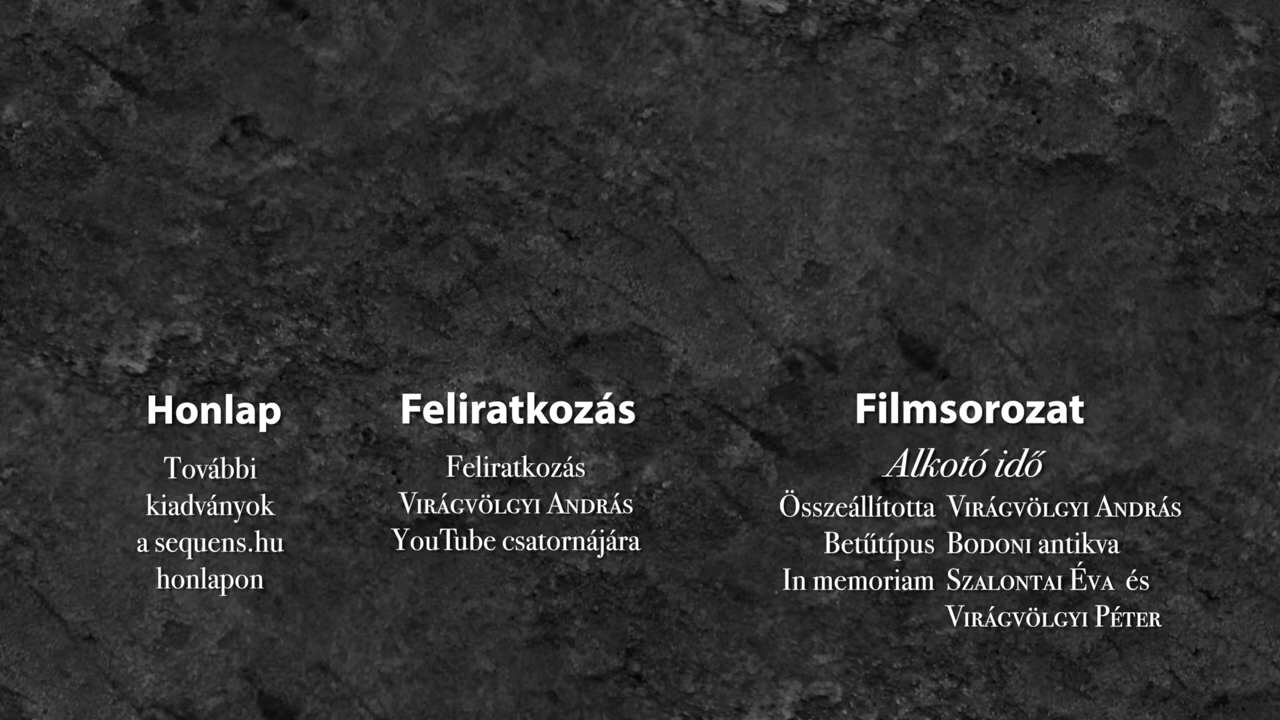 Honlap
További
kiadványok
a sequens.hu
honlapon
Feliratkozás
Feliratkozás
VIRÁGVÖLGYI ANDRÁS
YouTube csatornájára
Filmsorozat
Alkotó idő
Összeállította VIRÁGVÖLGYI ANDRÁS
Betűtípus BODONI antikva
In memoriam SZALONTAI ÉVA és
VIRÁGVÖLGYI PÉTER